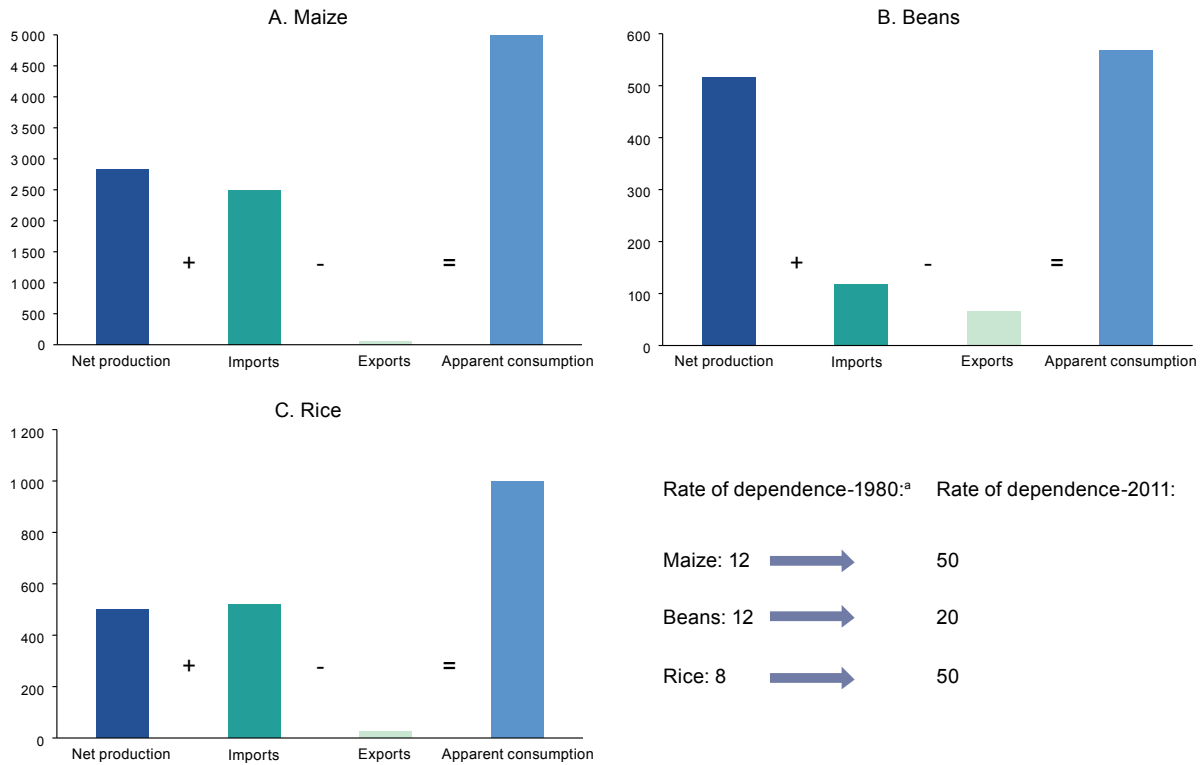 A. Maize
5 000
4 500
4 000
3 500
3 000
2 500
2 000
1 500
1 000
500
0
+
-
=
Net production
Imports
Exports
Apparent consumption
B. Beans
600
500
400
300
200
100
0
+
-
=
Net production
Imports
Exports
Apparent consumption
C. Rice
1 200
1 000
800
600
400
200
0
+
-
=
Net production
Imports
Exports
Apparent consumption
Rate of dependence-1980:ᵃ Rate of dependence-2011:
Maize: 12 50
Beans: 12 20
Rice: 8 50